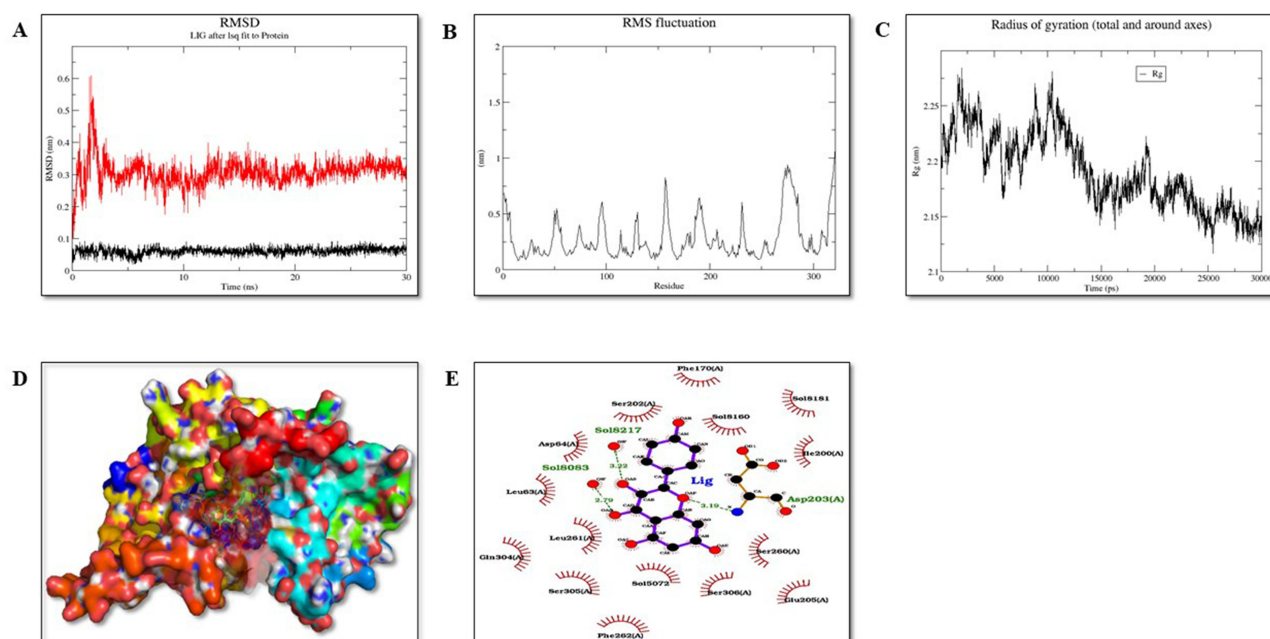 A
RMSD
LIG after lsq fit to Protein
0.6
0.5
0.4
0.3
0.2
0.1
0
RMSD (nm)
0
10
20
30
Time (ns)
B
RMS fluctuation
2
1.5
1
0.5
0
(nm)
0
100
200
300
Residue
C
Radius of gyration (total and around axes)
Rg
2.25
2.2
2.15
2.1
Rg (nm)
0
5000
10000
15000
20000
25000
30000
Time (ps)
D
E
Phe170(A)
Sol8181
Ser202(A)
Sol8160
Sol8217
Asp64(A)
Ile200(A)
Sol8083
3.22
Lig
Leu63(A)
2.79
3.19
Asp203(A)
Leu261(A)
Ser260(A)
Gln304(A)
Sol5072
Ser305(A)
Ser306(A)
Glu205(A)
Phe262(A)